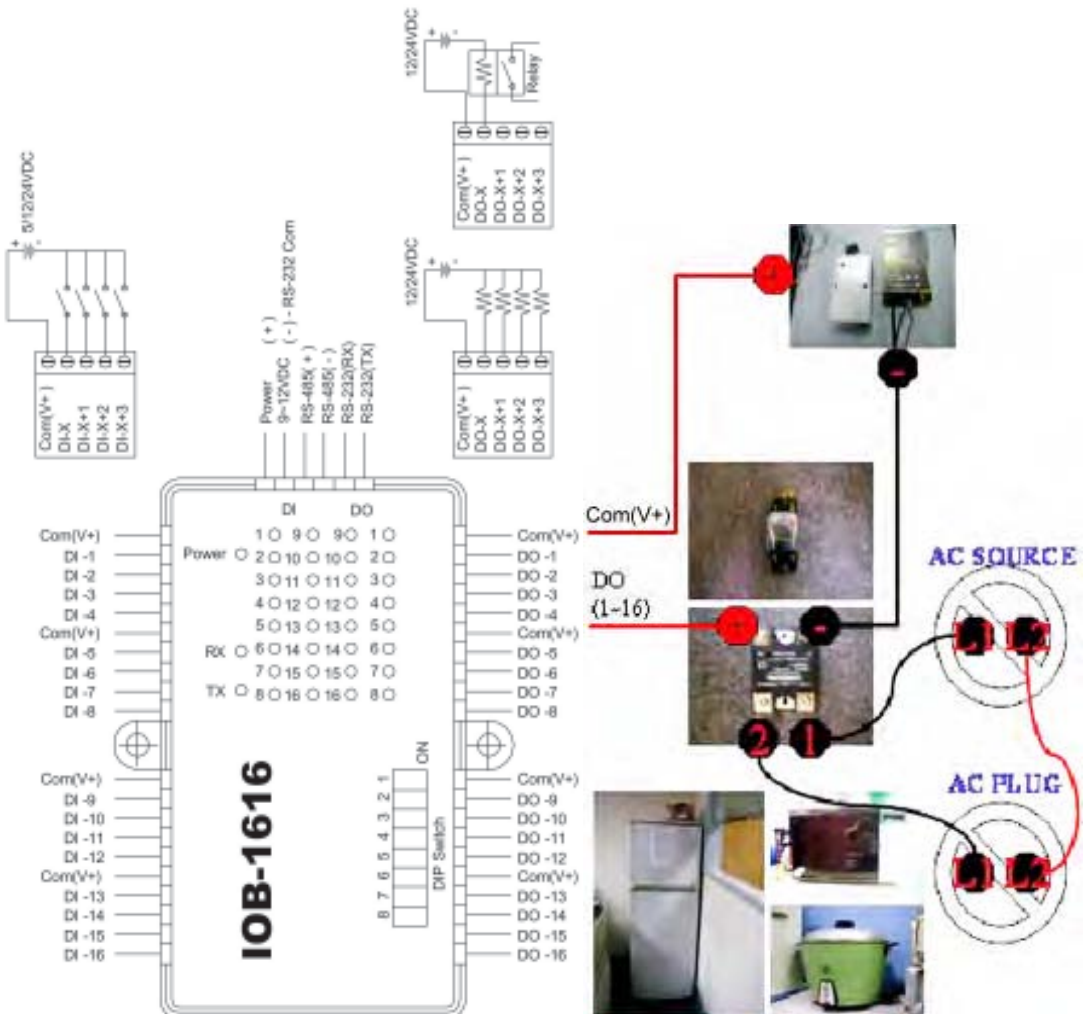 12/24VDC
+ -
Relay
Com(V+)
DO-X
DO-X+1
DO-X+2
DO-X+3
5/12/24VDC
+ -
Com(V+)
DI-X
DI-X+1
DI-X+2
DI-X+3
12/24VDC
+ -
Com(V+)
DO-X
DO-X+1
DO-X+2
DO-X+3
Power (+)
9~12VDC (-) - RS-232 Com
RS-485(+)
RS-485(-)
RS-232(RX)
RS-232(TX)
DI DO
1 9 9 1
Power 2 10 10 2
3 11 11 3
4 12 12 4
5 13 13 5
RX 6 14 14 6
7 15 15 7
TX 8 16 16 8
Com(V+)
DI -1
DI -2
DI -3
DI -4
Com(V+)
DI -5
DI -6
DI -7
DI -8
Com(V+)
DI -9
DI -10
DI -11
DI -12
Com(V+)
DI -13
DI -14
DI -15
DI -16
IOB-1616
ON
1
2
3
4
5
6
7
8
DIP Switch
Com(V+)
DO -1
DO -2
DO -3
DO -4
Com(V+)
DO -5
DO -6
DO -7
DO -8
Com(V+)
DO -9
DO -10
DO -11
DO -12
Com(V+)
DO -13
DO -14
DO -15
DO -16
Com(V+)
DO
(1~16)
+
-
+
-
2 1
AC SOURCE
L1 L2
AC PLUG
L1 L2